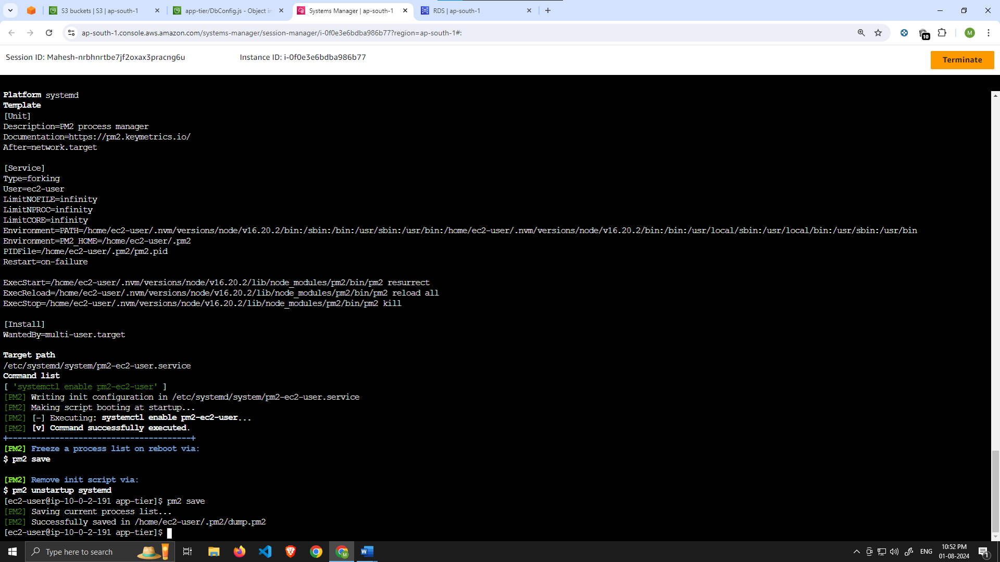 S3 buckets | S3 | ap-south-1
app-tier/DbConfig.js - Object in
Systems Manager | ap-south-1
RDS | ap-south-1
ap-south-1.console.aws.amazon.com/systems-manager/session-manager/i-0f0e3e6bdba986b77?region=ap-south-1#:
10
M
Session ID: Mahesh-nrbhnrtbe7jf2oxax3pracng6u
Instance ID: i-0f0e3e6bdba986b77
Terminate
Platform systemd
Template
[Unit]
Description=PM2 process manager
Documentation=https://pm2.keymetrics.io/
After=network.target
[Service]
Type=forking
User=ec2-user
LimitNOFILE=infinity
LimitNPROC=infinity
LimitCORE=infinity
Environment=PATH=/home/ec2-user/.nvm/versions/node/v16.20.2/bin:/sbin:/bin:/usr/sbin:/usr/bin:/home/ec2-user/.nvm/versions/node/v16.20.2/bin:/bin:/usr/local/sbin:/usr/local/bin:/usr/sbin:/usr/bin
Environment=PM2_HOME=/home/ec2-user/.pm2
PIDFile=/home/ec2-user/.pm2/pm2.pid
Restart=on-failure
ExecStart=/home/ec2-user/.nvm/versions/node/v16.20.2/lib/node_modules/pm2/bin/pm2 resurrect
ExecReload=/home/ec2-user/.nvm/versions/node/v16.20.2/lib/node_modules/pm2/bin/pm2 reload all
ExecStop=/home/ec2-user/.nvm/versions/node/v16.20.2/lib/node_modules/pm2/bin/pm2 kill
[Install]
WantedBy=multi-user.target
Target path
/etc/systemd/system/pm2-ec2-user.service
Command list
[ 'systemctl enable pm2-ec2-user' ]
[PM2] Writing init configuration in /etc/systemd/system/pm2-ec2-user.service
[PM2] Making script booting at startup...
[PM2] [-] Executing: systemctl enable pm2-ec2-user...
[PM2] [v] Command successfully executed.
+---------------------------------------+
[PM2] Freeze a process list on reboot via:
$ pm2 save
[PM2] Remove init script via:
$ pm2 unstartup systemd
[ec2-user@ip-10-0-2-191 app-tier]$ pm2 save
[PM2] Saving current process list...
[PM2] Successfully saved in /home/ec2-user/.pm2/dump.pm2
[ec2-user@ip-10-0-2-191 app-tier]$
Type here to search
M
W
ENG
10:52 PM
01-08-2024
1